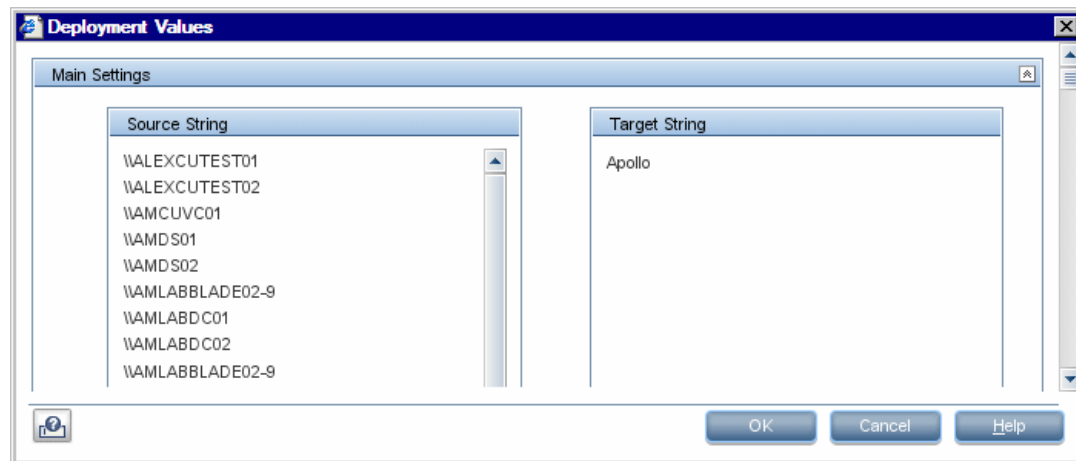 Deployment Values
Main Settings
Source String
\\ALEXCUTEST01
\\ALEXCUTEST02
\\AMCUVC01
\\AMDS01
\\AMDS02
\\AMLABBLADE02-9
\\AMLABDC01
\\AMLABDC02
\\AMLABBLADE02-9
Target String
Apollo
OK
Cancel
Help